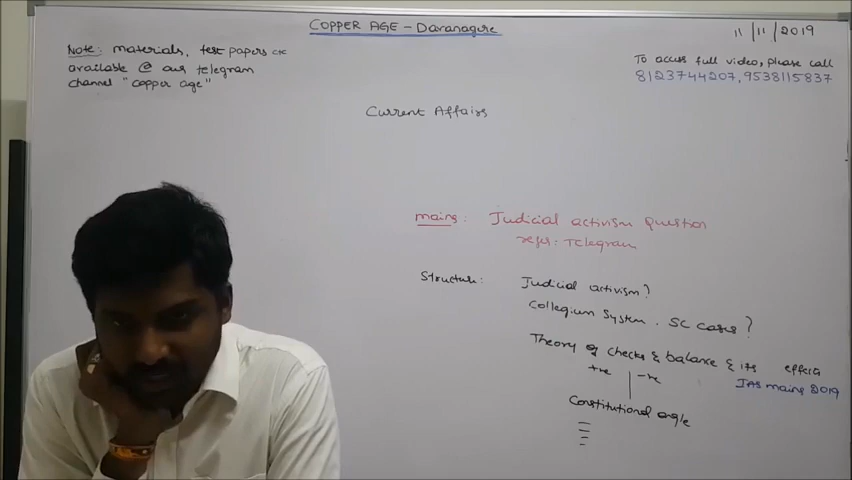 COPPER AGE - Davanagere
11/11/2019
Note: materials, test papers etc
available @ our telegram
channel "copper age"
To access full video, please call
8123744207, 9538115837
Current Affairs
mains: Judicial activism Question
refer: Telegram
Structure: Judicial activism?
Collegium System, SC cases?
Theory of checks & balance & its effects
+ve | -ve
IAS mains 2019
Constitutional angle